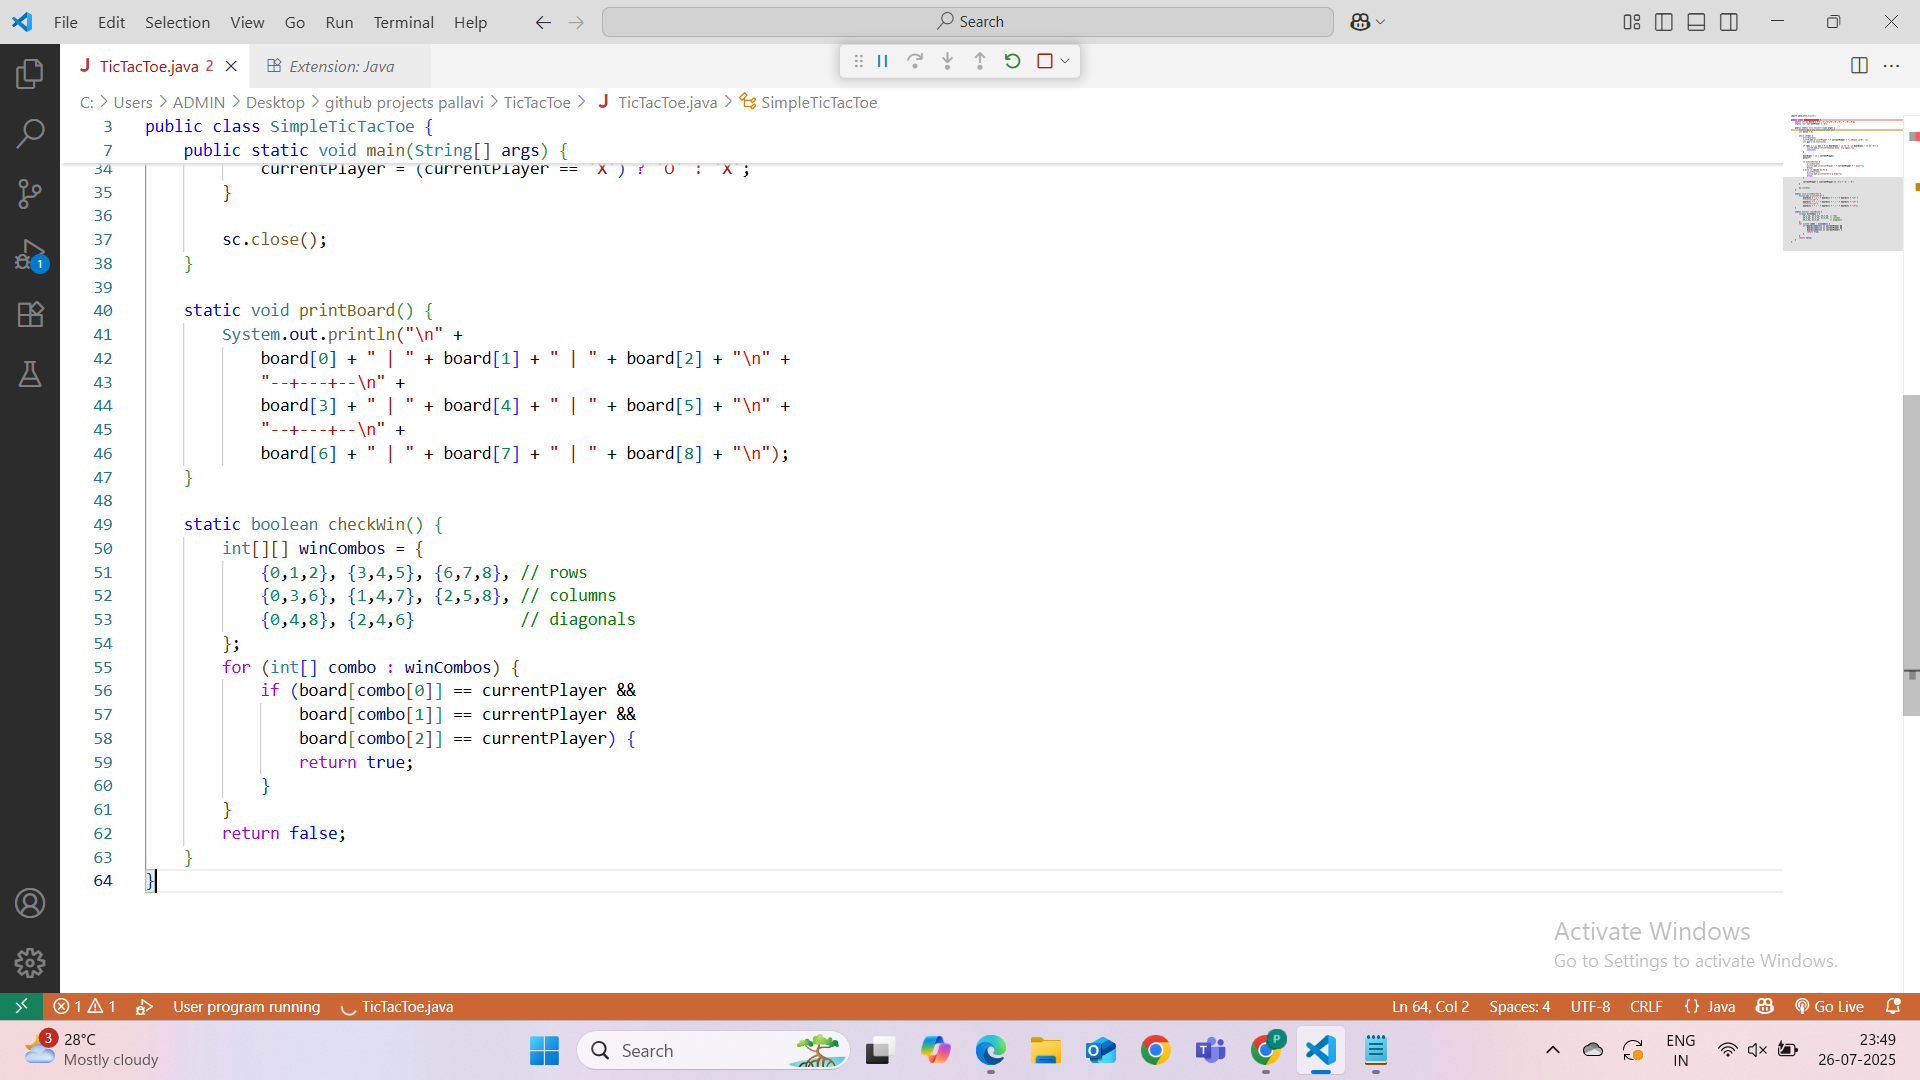 File Edit Selection View Go Run Terminal Help
Search
TicTacToe.java 2
Extension: Java
C: > Users > ADMIN > Desktop > github projects pallavi > TicTacToe > TicTacToe.java > SimpleTicTacToe
3 public class SimpleTicTacToe {
7 public static void main(String[] args) {
34 currentPlayer = (currentPlayer == 'X') ? 'O' : 'X';
35 }
36
37 sc.close();
38 }
39
40 static void printBoard() {
41 System.out.println("\n" +
42 board[0] + " | " + board[1] + " | " + board[2] + "\n" +
43 "--+---+--\n" +
44 board[3] + " | " + board[4] + " | " + board[5] + "\n" +
45 "--+---+--\n" +
46 board[6] + " | " + board[7] + " | " + board[8] + "\n");
47 }
48
49 static boolean checkWin() {
50 int[][] winCombos = {
51 {0,1,2}, {3,4,5}, {6,7,8}, // rows
52 {0,3,6}, {1,4,7}, {2,5,8}, // columns
53 {0,4,8}, {2,4,6} // diagonals
54 };
55 for (int[] combo : winCombos) {
56 if (board[combo[0]] == currentPlayer &&
57 board[combo[1]] == currentPlayer &&
58 board[combo[2]] == currentPlayer) {
59 return true;
60 }
61 }
62 return false;
63 }
64 }
1
Activate Windows
Go to Settings to activate Windows.
1 1 User program running TicTacToe.java
Ln 64, Col 2 Spaces: 4 UTF-8 CRLF {} Java Go Live
3
28°C
Mostly cloudy
Search
P
ENG
IN
23:49
26-07-2025